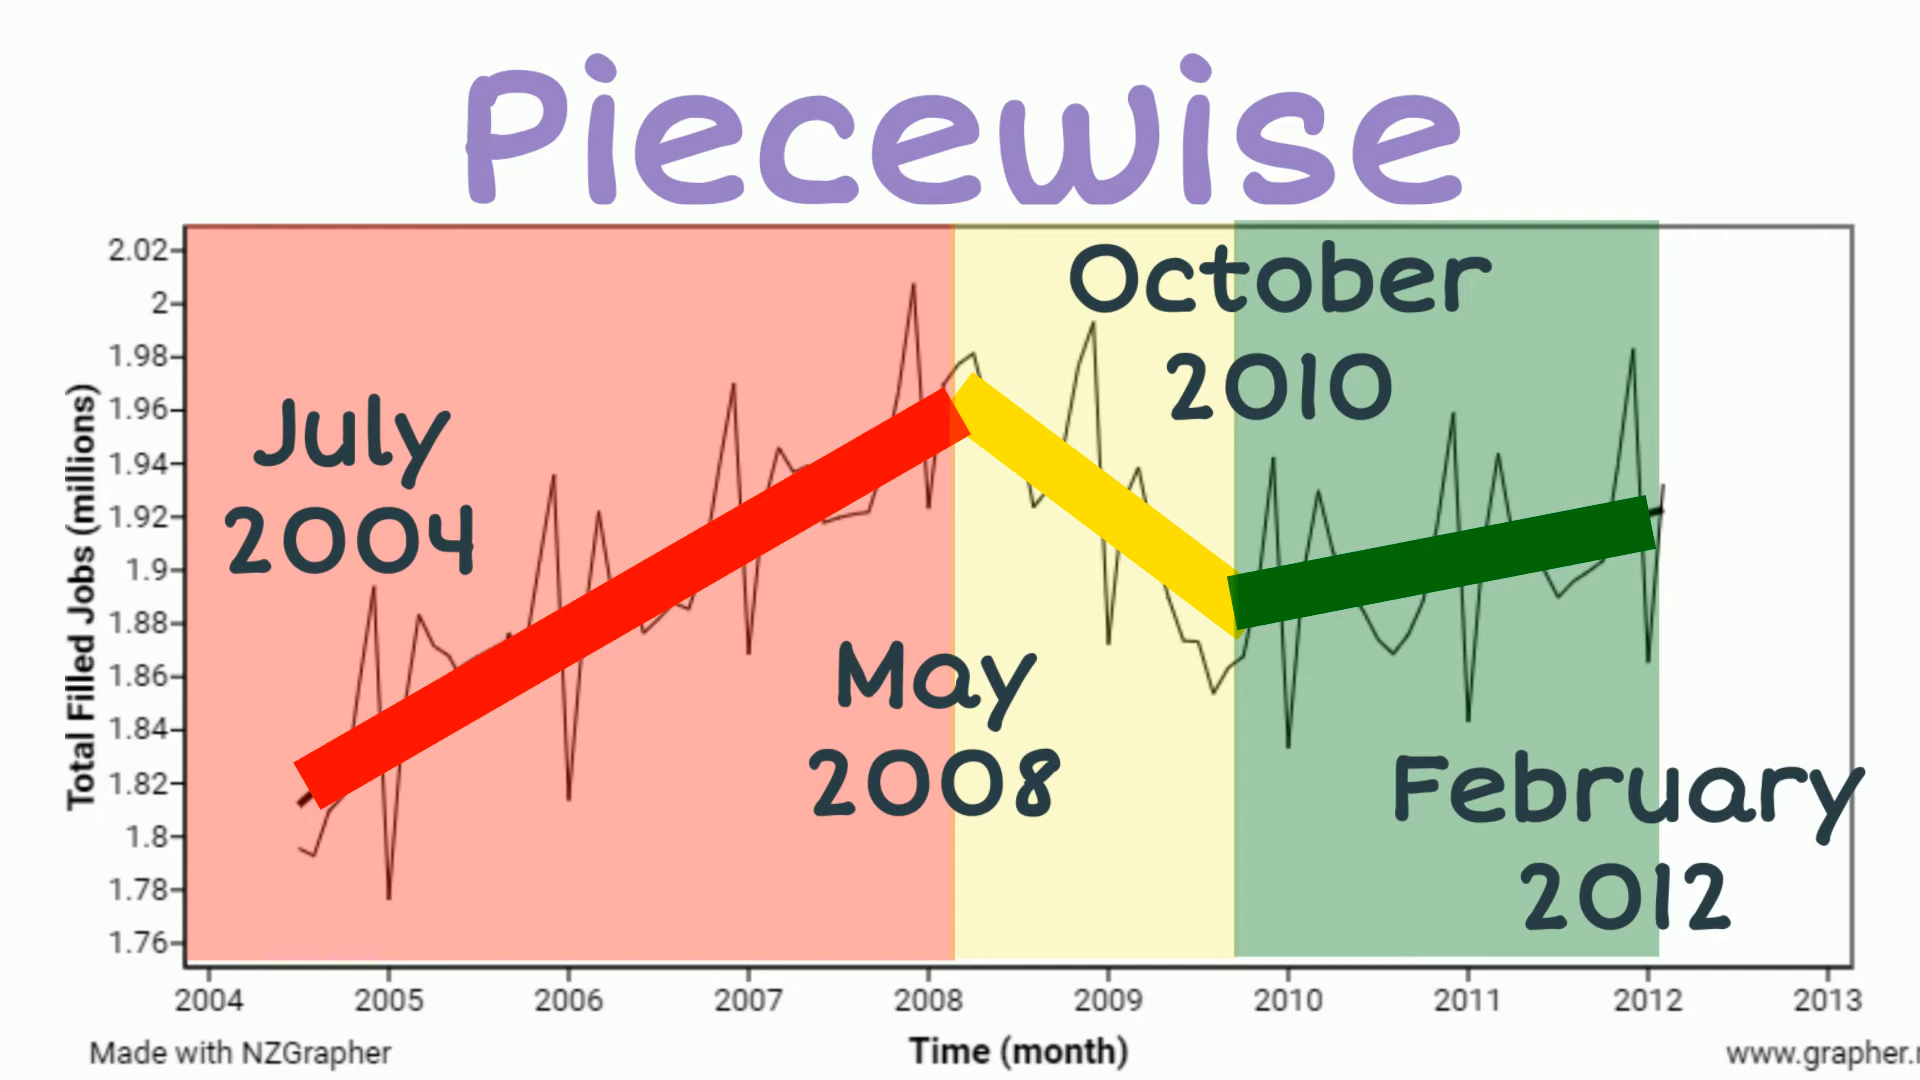 Piecewise
October
2010
July
2004
May
2008
February
2012
Total Filled Jobs (millions)
2.02
2
1.98
1.96
1.94
1.92
1.9
1.88
1.86
1.84
1.82
1.8
1.78
1.76
2004 2005 2006 2007 2008 2009 2010 2011 2012 2013
Time (month)
Made with NZGrapher
www.grapher.